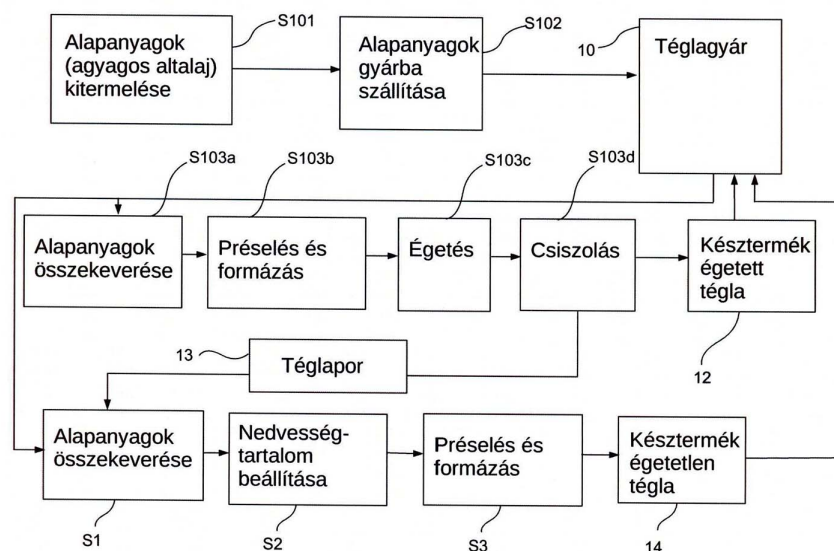 S101
S102
10
Alapanyagok
(agyagos altalaj)
kitermelése
Alapanyagok
gyárba
szállítása
Téglagyár
S103a
S103b
S103c
S103d
Alapanyagok
összekeverése
Préselés és
formázás
Égetés
Csiszolás
Késztermék
égetett
tégla
13
Téglapor
12
Alapanyagok
összekeverése
Nedvesség-
tartalom
beállítása
Préselés és
formázás
Késztermék
égetetlen
tégla
S1
S2
S3
14